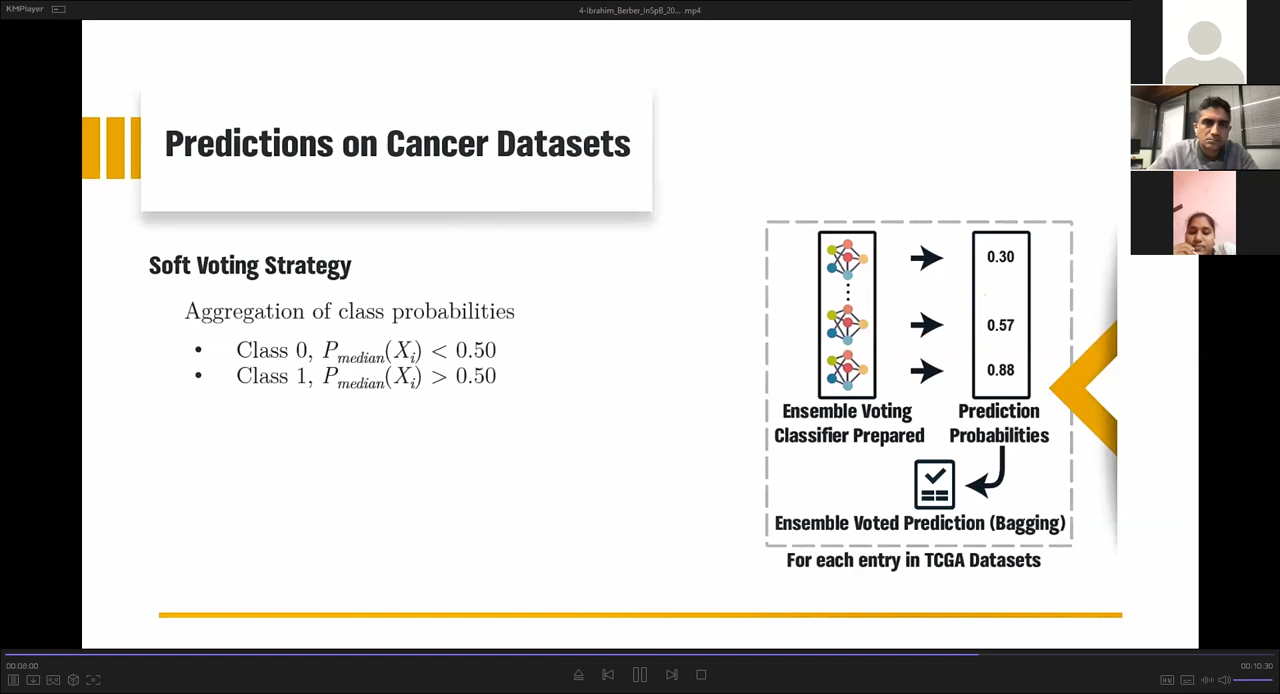 KMPlayer
4-Ibrahim_Berber_InSpB_20... mp4
Predictions on Cancer Datasets
Soft Voting Strategy
Aggregation of class probabilities
• Class 0, P_median(X_i) < 0.50
• Class 1, P_median(X_i) > 0.50
0.30
0.57
0.88
Ensemble Voting
Classifier Prepared
Prediction
Probabilities
Ensemble Voted Prediction (Bagging)
For each entry in TCGA Datasets
00:08:00
00:10:30